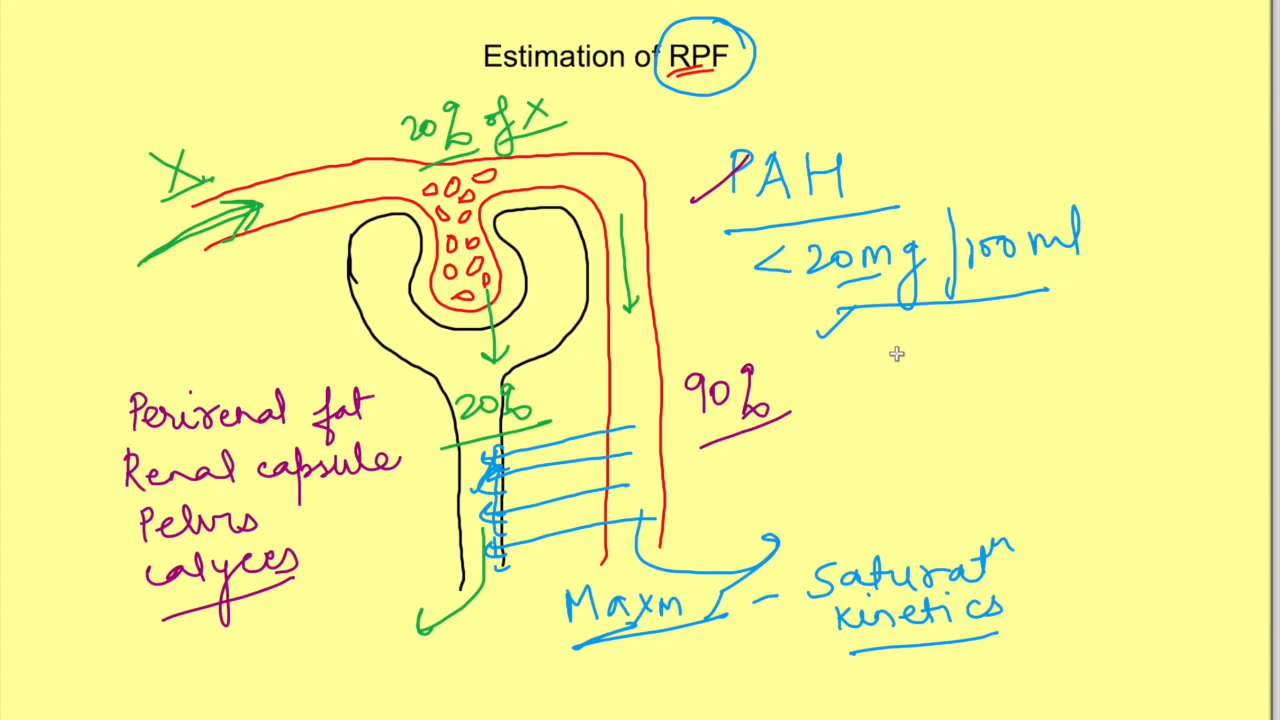 Estimation of RPF
20% of X
X
PAH
<20mg/100ml
90%
20%
Perirenal fat
Renal capsule
Pelvis
calyces
Maxm - Saturatn
kinetics